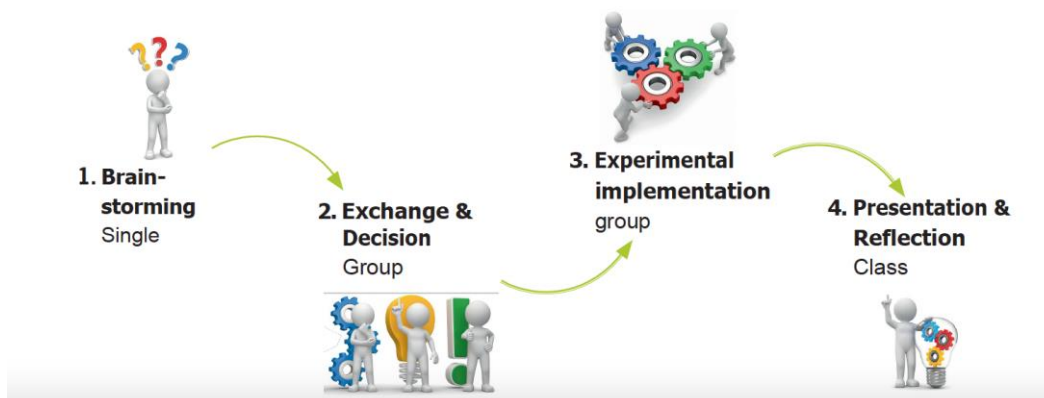 1. Brain-
storming
Single
2. Exchange &
Decision
Group
3. Experimental
implementation
group
4. Presentation &
Reflection
Class